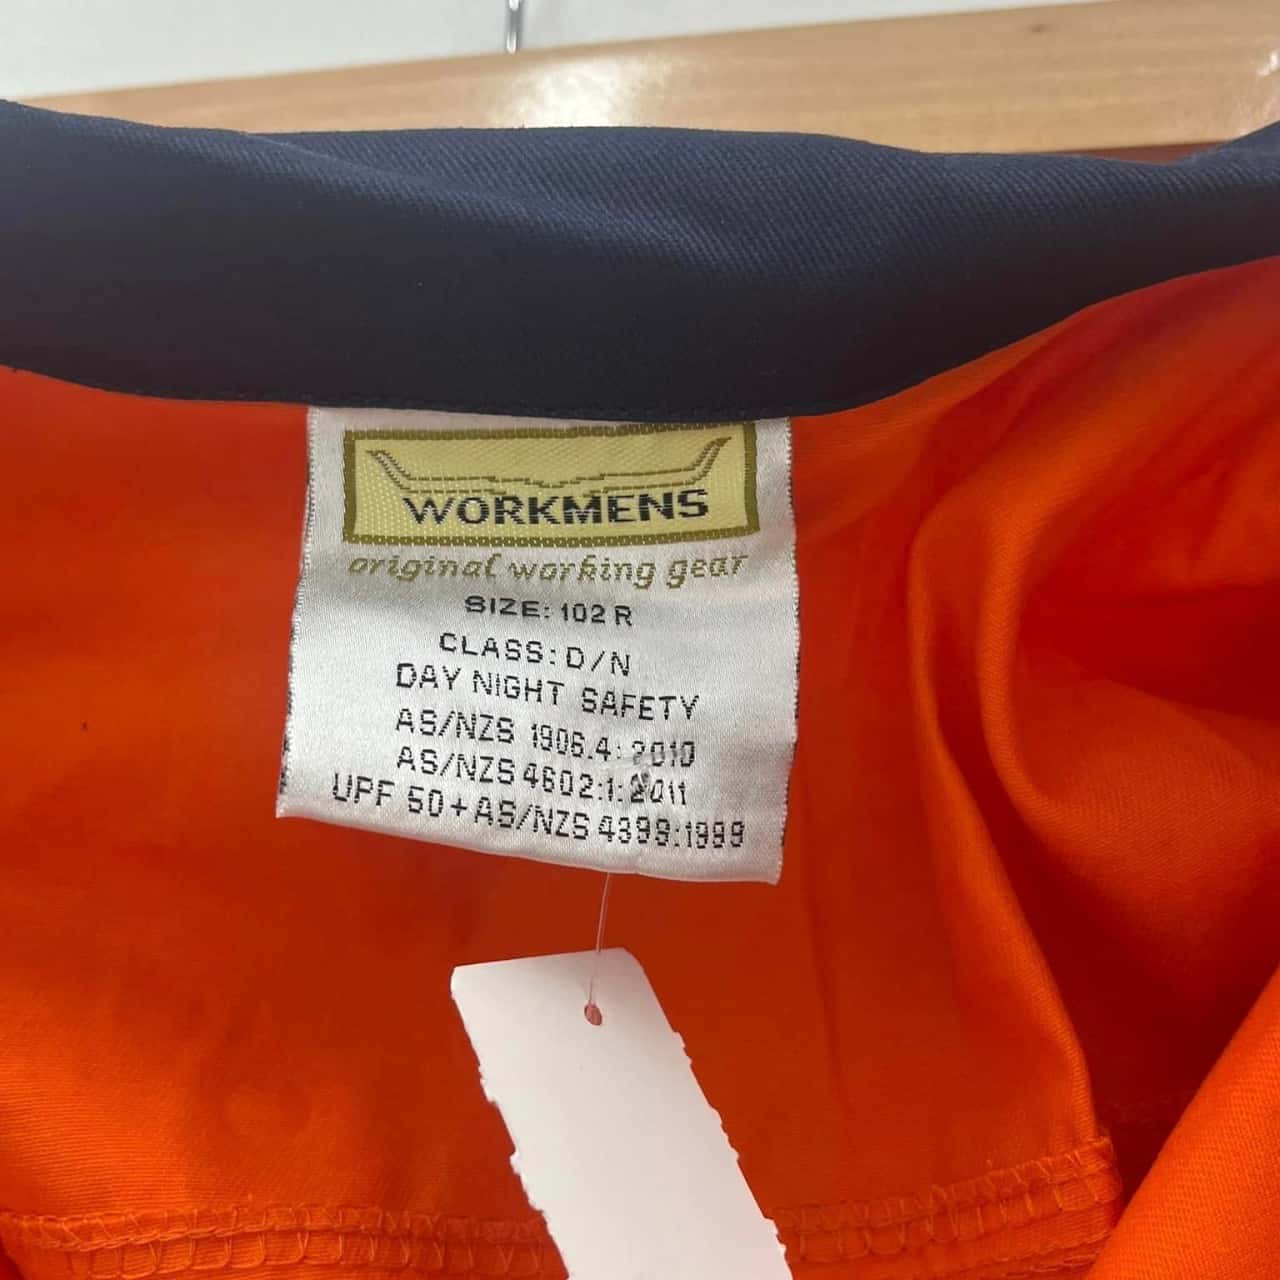 WORKMENS
original working gear
SIZE: 102 R
CLASS: D/N
DAY NIGHT SAFETY
AS/NZS 1906.4: 2010
AS/NZS 4602:1:2011
UPF 50+ AS/NZS 4399:1999